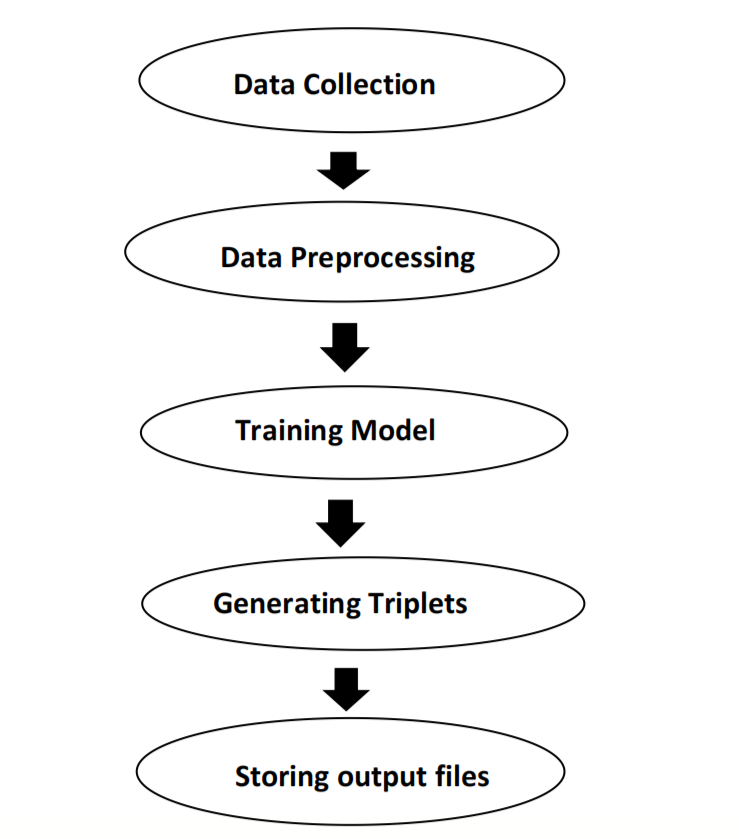 Data Collection
Data Preprocessing
Training Model
Generating Triplets
Storing output files